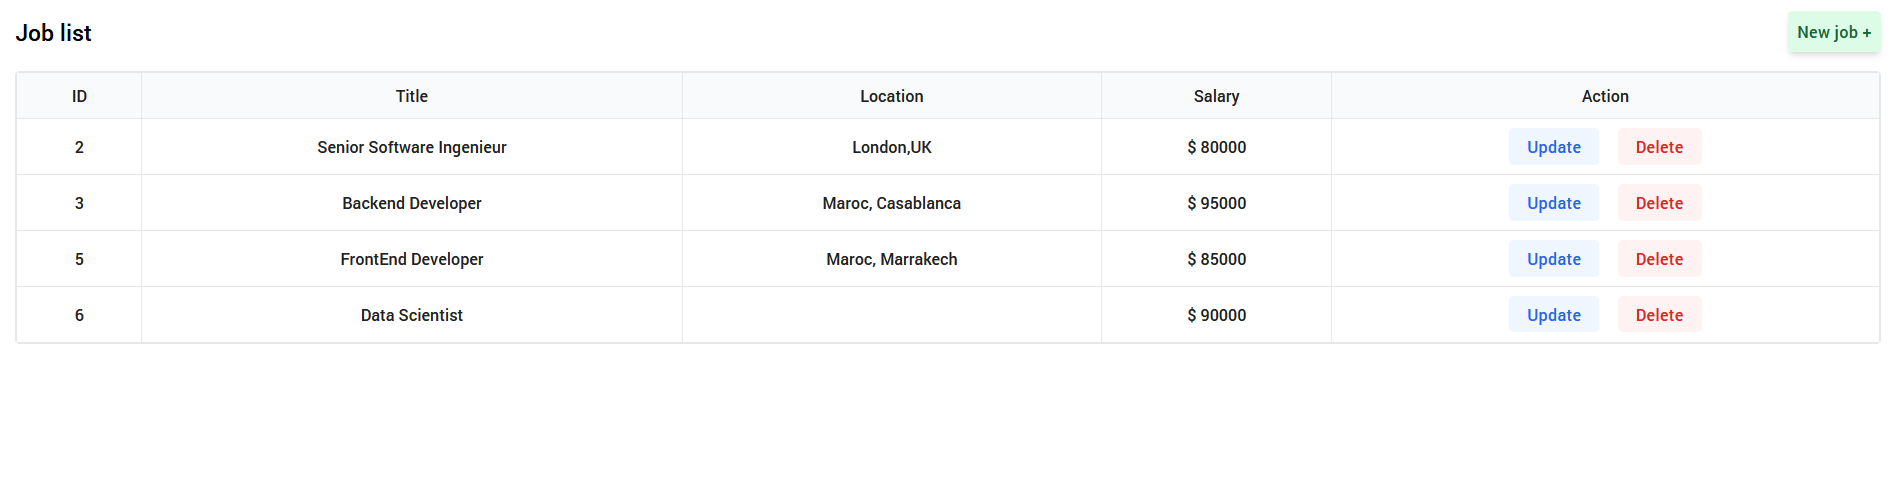 Job list New job +
ID Title Location Salary Action
2 Senior Software Ingenieur London,UK $ 80000 Update Delete
3 Backend Developer Maroc, Casablanca $ 95000 Update Delete
5 FrontEnd Developer Maroc, Marrakech $ 85000 Update Delete
6 Data Scientist $ 90000 Update Delete